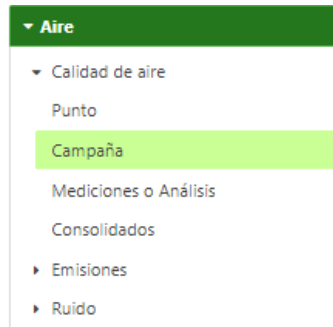 Aire
Calidad de aire
Punto
Campaña
Mediciones o Análisis
Consolidados
Emisiones
Ruido